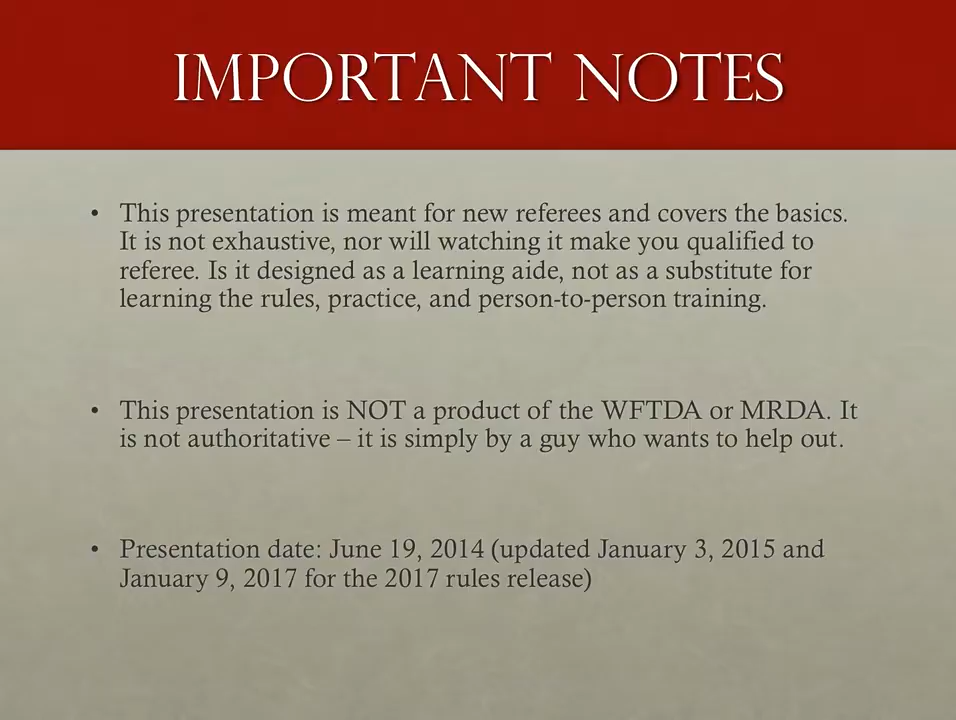 IMPORTANT NOTES
• This presentation is meant for new referees and covers the basics.
It is not exhaustive, nor will watching it make you qualified to
referee. Is it designed as a learning aide, not as a substitute for
learning the rules, practice, and person-to-person training.
• This presentation is NOT a product of the WFTDA or MRDA. It
is not authoritative – it is simply by a guy who wants to help out.
• Presentation date: June 19, 2014 (updated January 3, 2015 and
January 9, 2017 for the 2017 rules release)